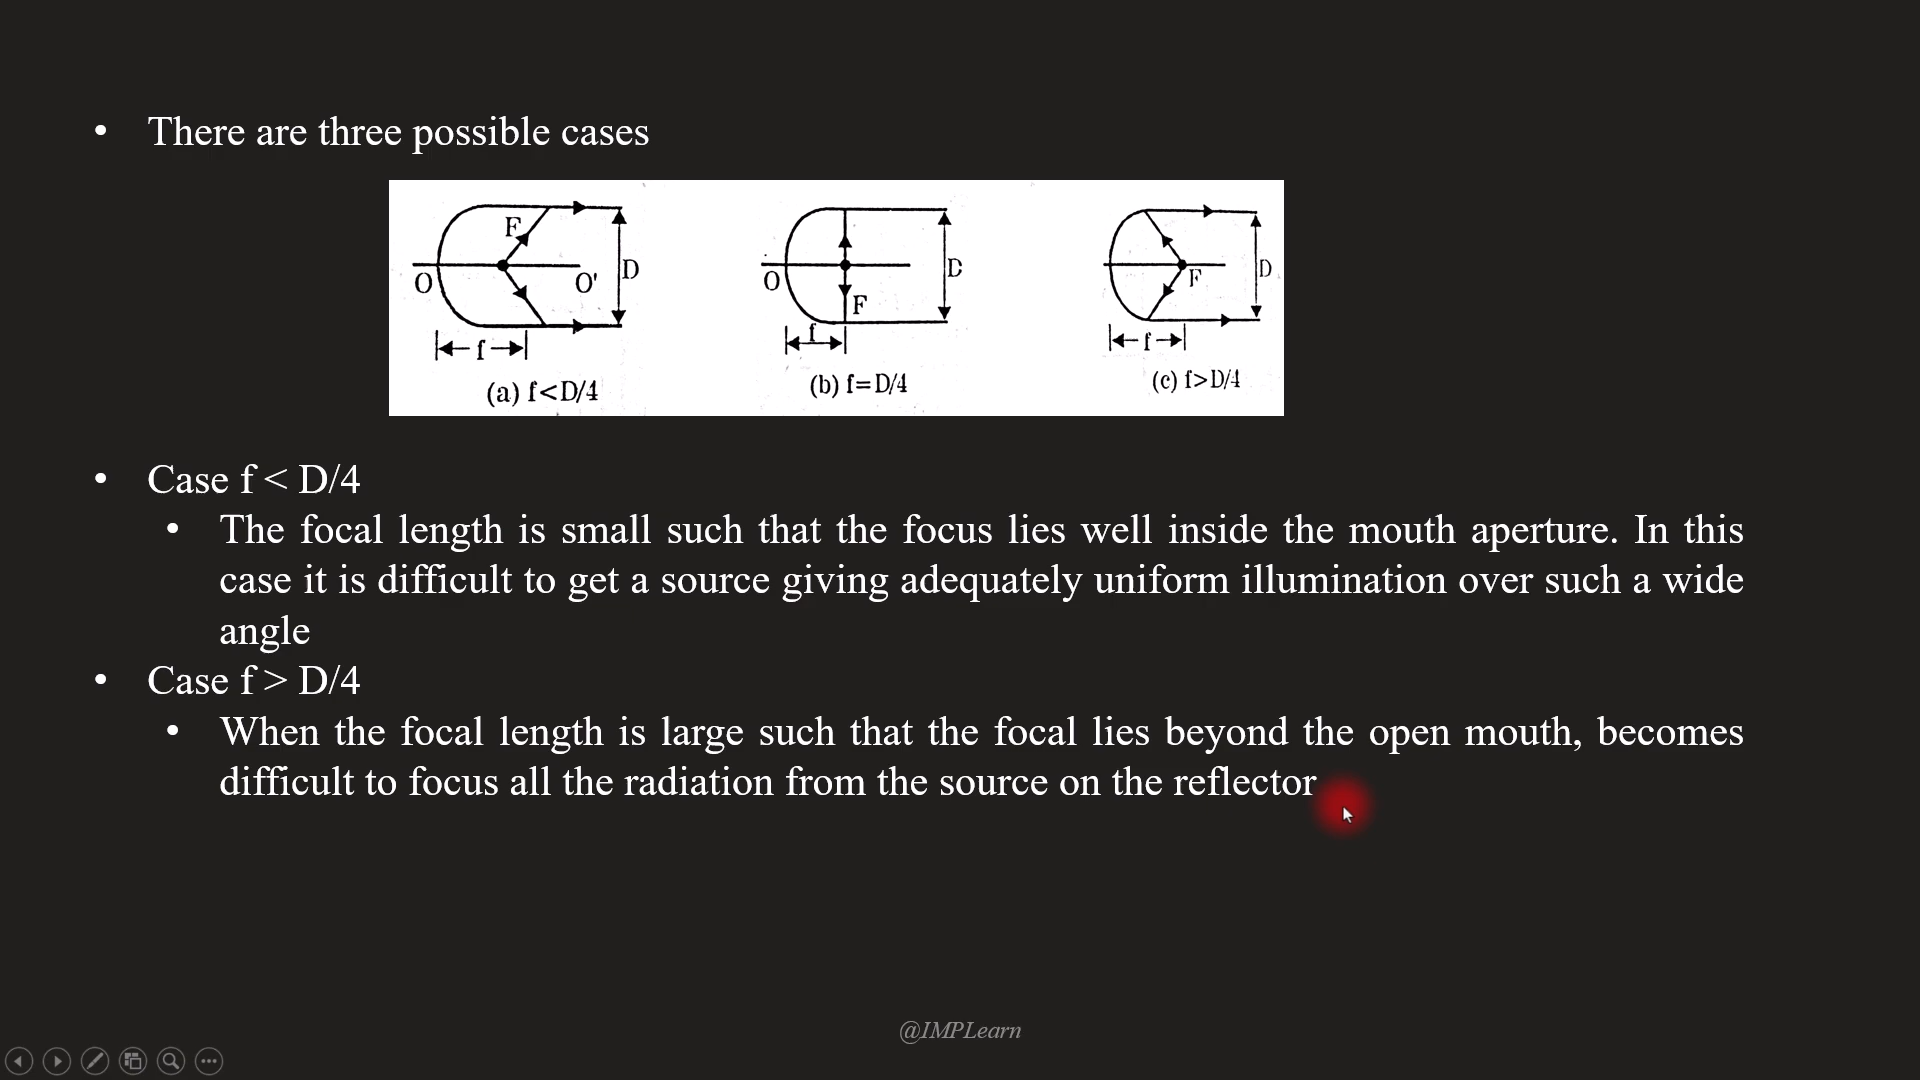 • There are three possible cases
F
O
O'
D
f
(a) f<D/4
O
F
D
f
(b) f=D/4
F
D
f
(c) f>D/4
• Case f < D/4
• The focal length is small such that the focus lies well inside the mouth aperture. In this
case it is difficult to get a source giving adequately uniform illumination over such a wide
angle
• Case f > D/4
• When the focal length is large such that the focal lies beyond the open mouth, becomes
difficult to focus all the radiation from the source on the reflector
@IMPLearn